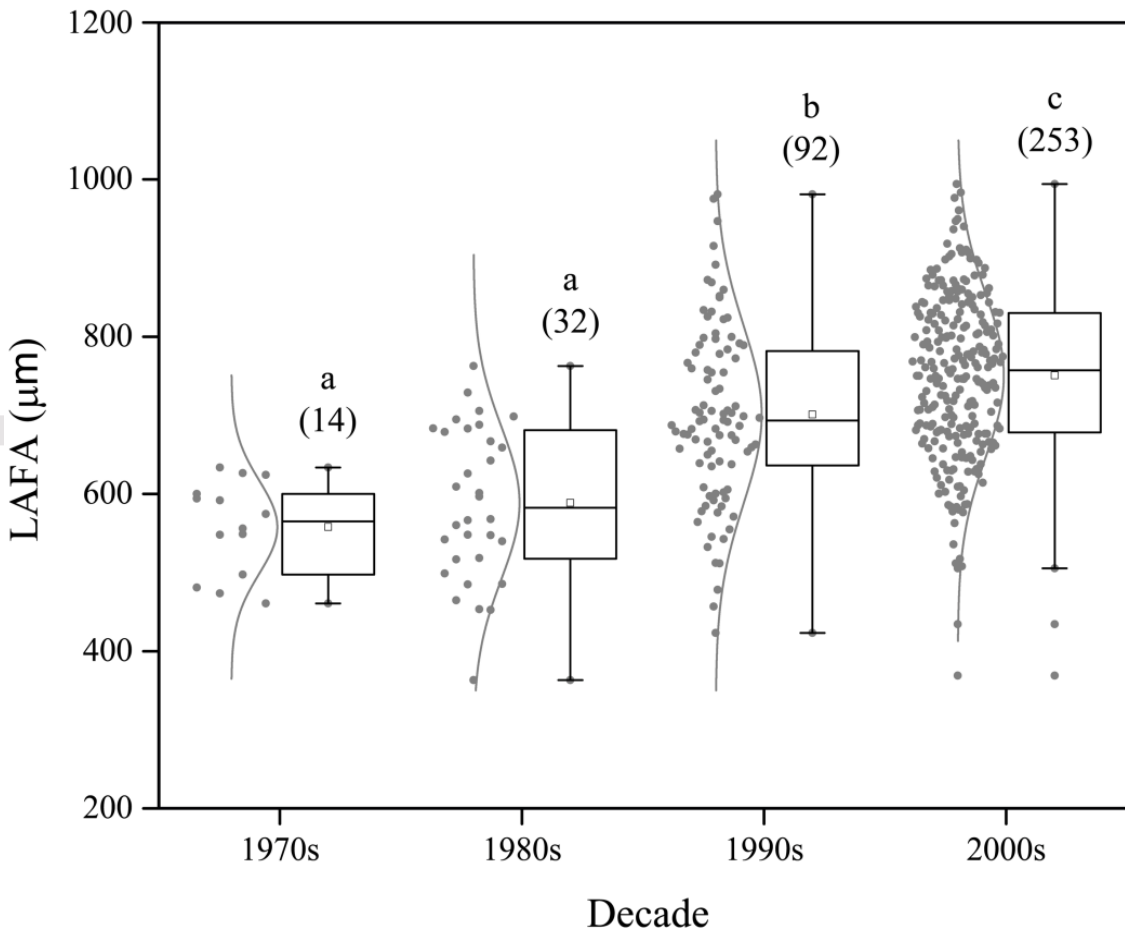 1200
1000
800
600
400
200
LAFA (μm)
a
(14)
a
(32)
b
(92)
c
(253)
1970s
1980s
1990s
2000s
Decade